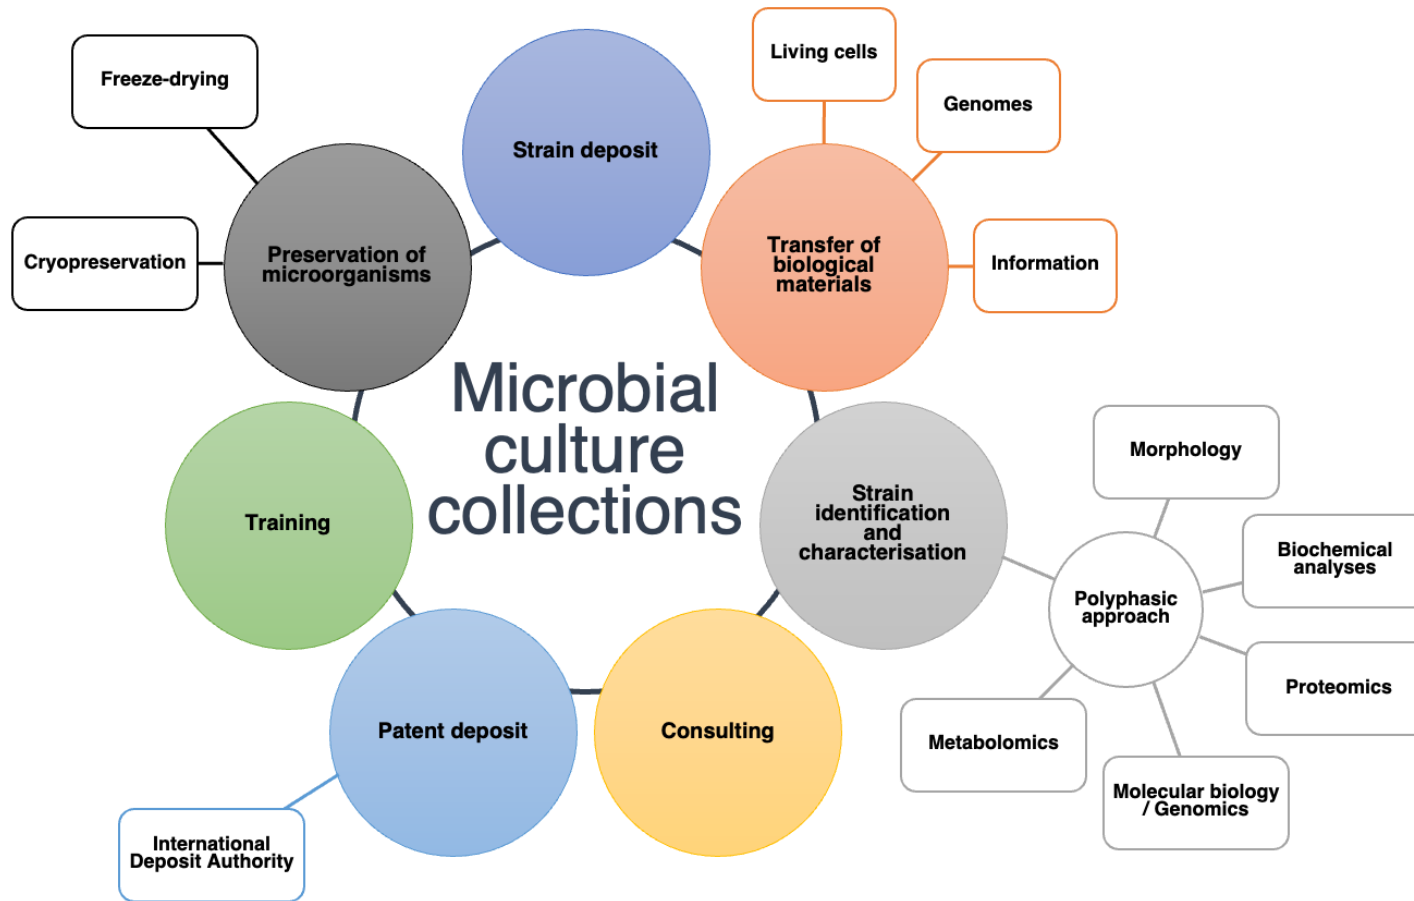 Living cells
Freeze-drying
Genomes
Strain deposit
Preservation of
microorganisms
Cryopreservation
Transfer of
biological
materials
Information
Microbial
culture
collections
Morphology
Training
Strain
identification
and
characterisation
Biochemical
analyses
Polyphasic
approach
Proteomics
Patent deposit
Consulting
Metabolomics
Molecular biology
/ Genomics
International
Deposit Authority